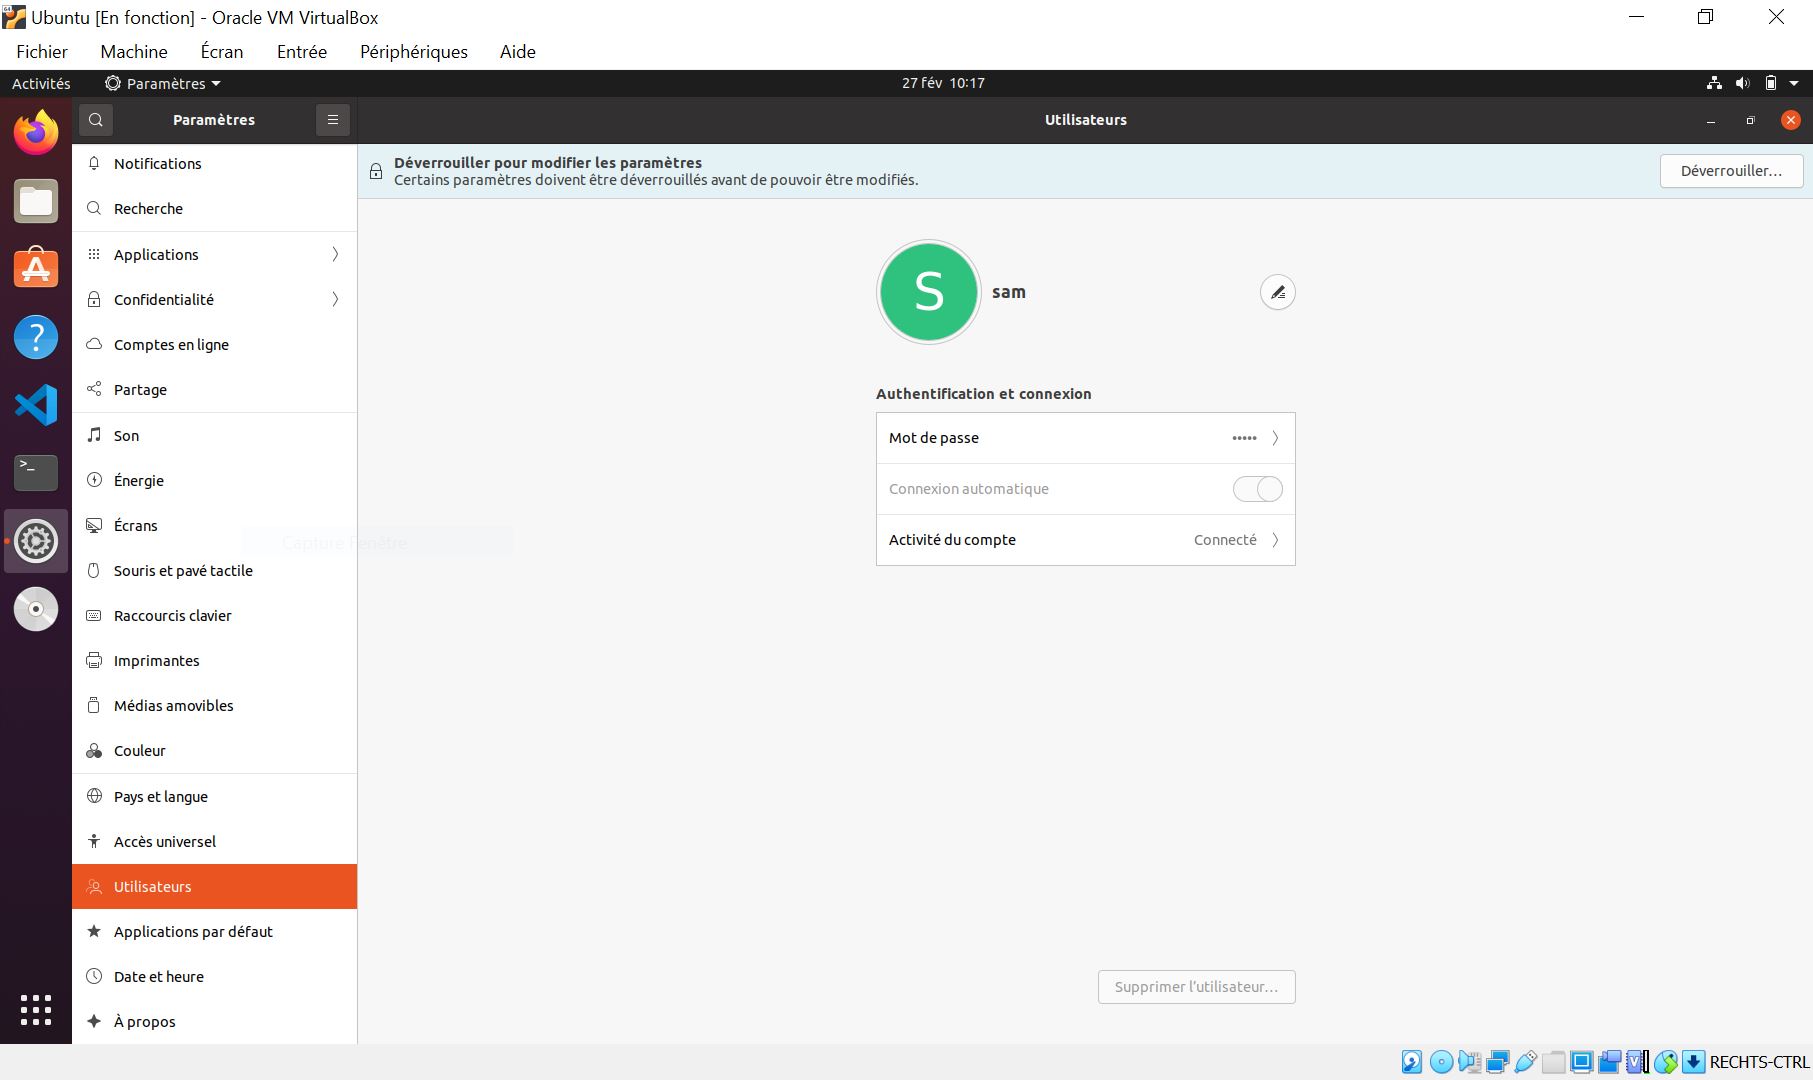 Ubuntu [En fonction] - Oracle VM VirtualBox
Fichier Machine Écran Entrée Périphériques Aide
Activités Paramètres 27 fév 10:17
Paramètres Utilisateurs
Déverrouiller pour modifier les paramètres
Certains paramètres doivent être déverrouillés avant de pouvoir être modifiés.
Déverrouiller...
Notifications
Recherche
Applications
Confidentialité
Comptes en ligne
Partage
Son
Énergie
Écrans
Capture Fenêtre
Souris et pavé tactile
Raccourcis clavier
Imprimantes
Médias amovibles
Couleur
Pays et langue
Accès universel
Utilisateurs
Applications par défaut
Date et heure
À propos
S
sam
Authentification et connexion
Mot de passe •••••
Connexion automatique
Activité du compte Connecté
Supprimer l'utilisateur...
RECHTS-CTRL